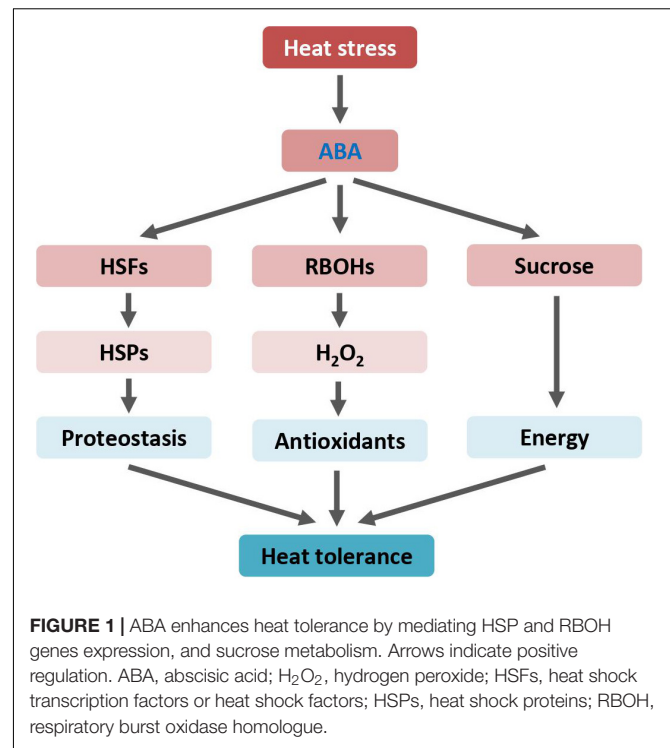 Heat stress
ABA
HSFs RBOHs Sucrose
HSPs H₂O₂
Proteostasis Antioxidants Energy
Heat tolerance
FIGURE 1 | ABA enhances heat tolerance by mediating HSP and RBOH
genes expression, and sucrose metabolism. Arrows indicate positive
regulation. ABA, abscisic acid; H₂O₂, hydrogen peroxide; HSFs, heat shock
transcription factors or heat shock factors; HSPs, heat shock proteins; RBOH,
respiratory burst oxidase homologue.